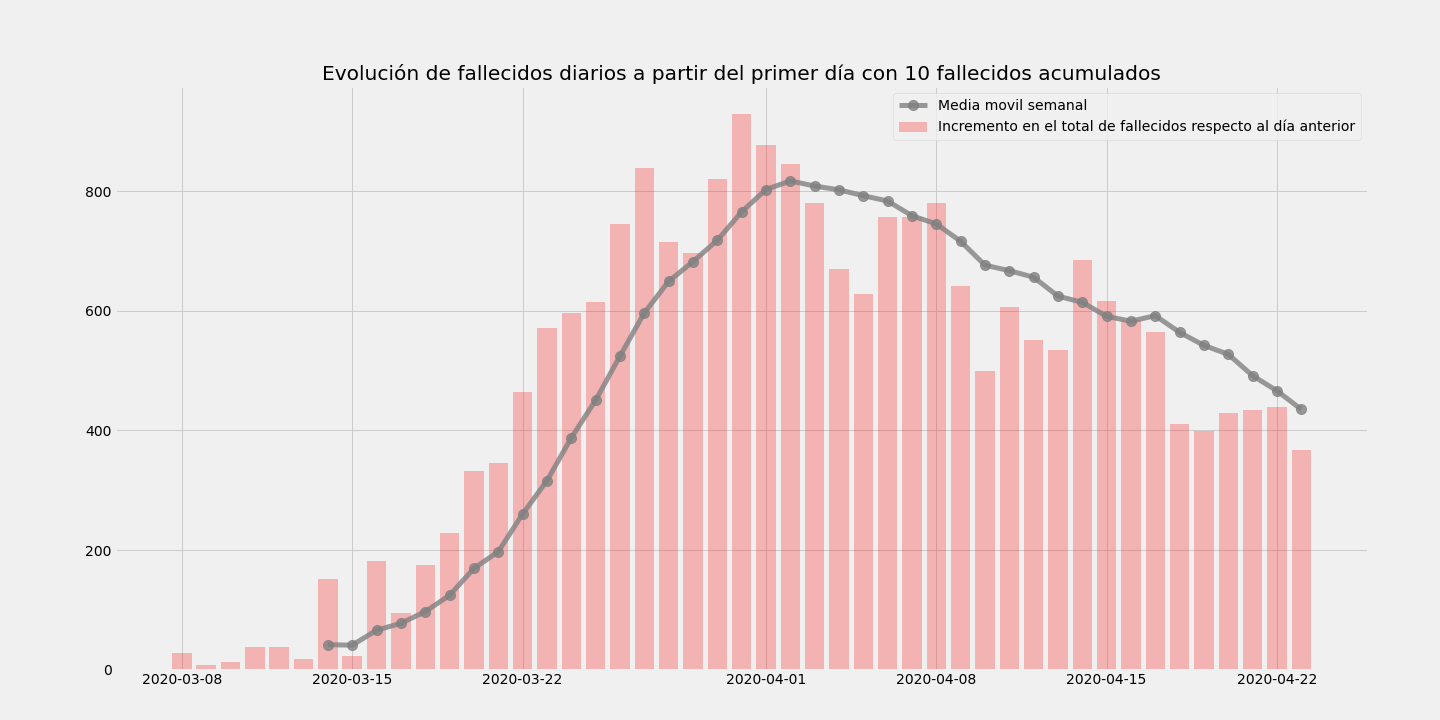 Evolución de fallecidos diarios a partir del primer día con 10 fallecidos acumulados
Media movil semanal
Incremento en el total de fallecidos respecto al día anterior
800
600
400
200
0
2020-03-08 2020-03-15 2020-03-22 2020-04-01 2020-04-08 2020-04-15 2020-04-22